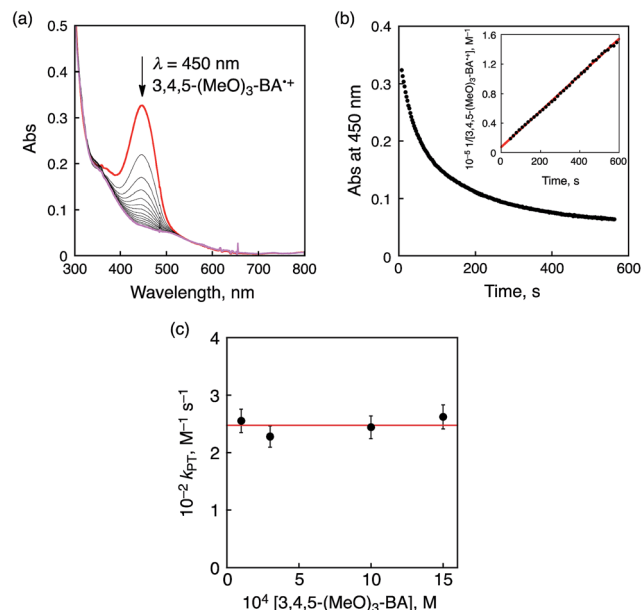 (a)
0.5
0.4
0.3
0.2
0.1
0
Abs
λ = 450 nm
3,4,5-(MeO)₃-BA•⁺
300 400 500 600 700 800
Wavelength, nm
(b)
0.4
0.3
0.2
0.1
0
Abs at 450 nm
0 200 400 600
Time, s
1.6
1.2
0.8
0.4
0
10⁻⁵ 1/[3,4,5-(MeO)₃-BA•⁺], M⁻¹
0 200 400 600
Time, s
(c)
4
3
2
1
0
10⁻² k_PT, M⁻¹ s⁻¹
0 5 10 15
10⁴ [3,4,5-(MeO)₃-BA], M